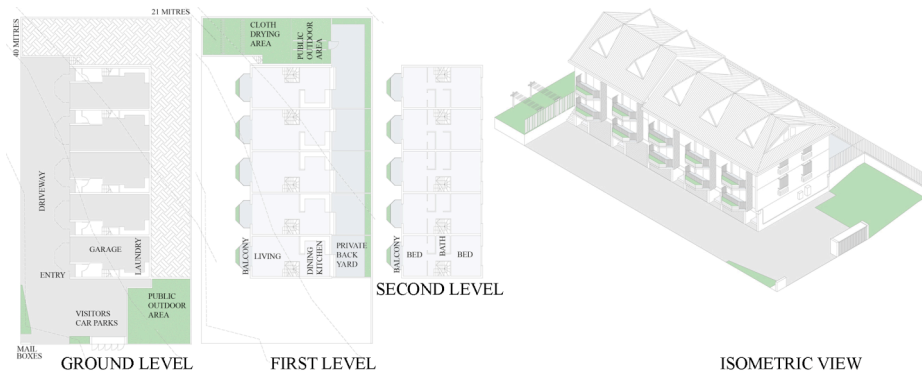 21 MITRES
40 MITRES
DRIVEWAY
GARAGE
LAUNDRY
ENTRY
VISITORS
CAR PARKS
PUBLIC
OUTDOOR
AREA
MAIL
BOXES
GROUND LEVEL
CLOTH
DRYING
AREA
PUBLIC
OUTDOOR
AREA
BALCONY
LIVING
DINING
KITCHEN
PRIVATE
BACK
YARD
FIRST LEVEL
BALCONY
BED
BATH
BED
SECOND LEVEL
ISOMETRIC VIEW